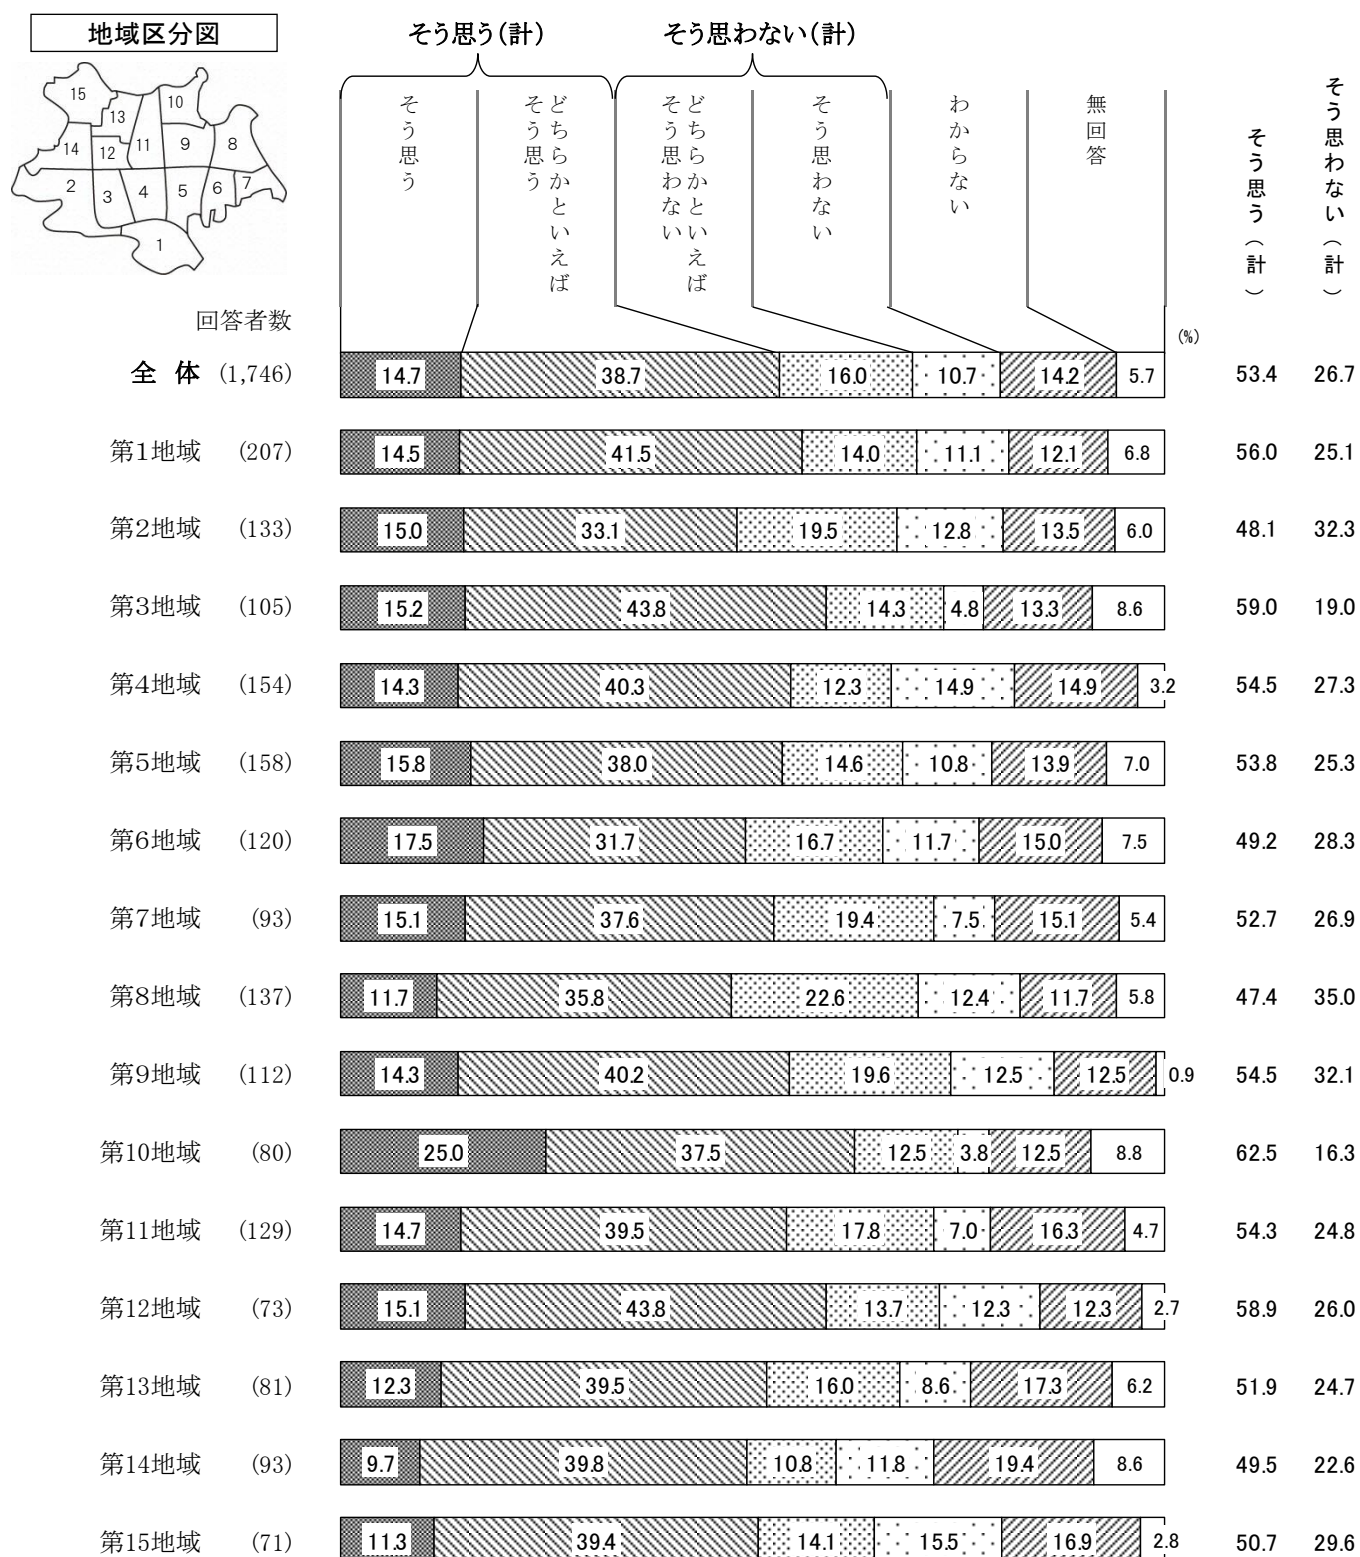 地域区分図
そう思う(計)
そう思わない(計)
15
13
10
14
12
11
9
8
2
3
4
5
6
7
1
そう思う
どちらかといえば
そう思う
どちらかといえば
そう思わない
そう思わない
わからない
無回答
そう思う(計)
そう思わない(計)
回答者数
(%)
全 体 (1,746) 14.7 38.7 16.0 10.7 14.2 5.7 53.4 26.7
第1地域 (207) 14.5 41.5 14.0 11.1 12.1 6.8 56.0 25.1
第2地域 (133) 15.0 33.1 19.5 12.8 13.5 6.0 48.1 32.3
第3地域 (105) 15.2 43.8 14.3 4.8 13.3 8.6 59.0 19.0
第4地域 (154) 14.3 40.3 12.3 14.9 14.9 3.2 54.5 27.3
第5地域 (158) 15.8 38.0 14.6 10.8 13.9 7.0 53.8 25.3
第6地域 (120) 17.5 31.7 16.7 11.7 15.0 7.5 49.2 28.3
第7地域 (93) 15.1 37.6 19.4 7.5 15.1 5.4 52.7 26.9
第8地域 (137) 11.7 35.8 22.6 12.4 11.7 5.8 47.4 35.0
第9地域 (112) 14.3 40.2 19.6 12.5 12.5 0.9 54.5 32.1
第10地域 (80) 25.0 37.5 12.5 3.8 12.5 8.8 62.5 16.3
第11地域 (129) 14.7 39.5 17.8 7.0 16.3 4.7 54.3 24.8
第12地域 (73) 15.1 43.8 13.7 12.3 12.3 2.7 58.9 26.0
第13地域 (81) 12.3 39.5 16.0 8.6 17.3 6.2 51.9 24.7
第14地域 (93) 9.7 39.8 10.8 11.8 19.4 8.6 49.5 22.6
第15地域 (71) 11.3 39.4 14.1 15.5 16.9 2.8 50.7 29.6